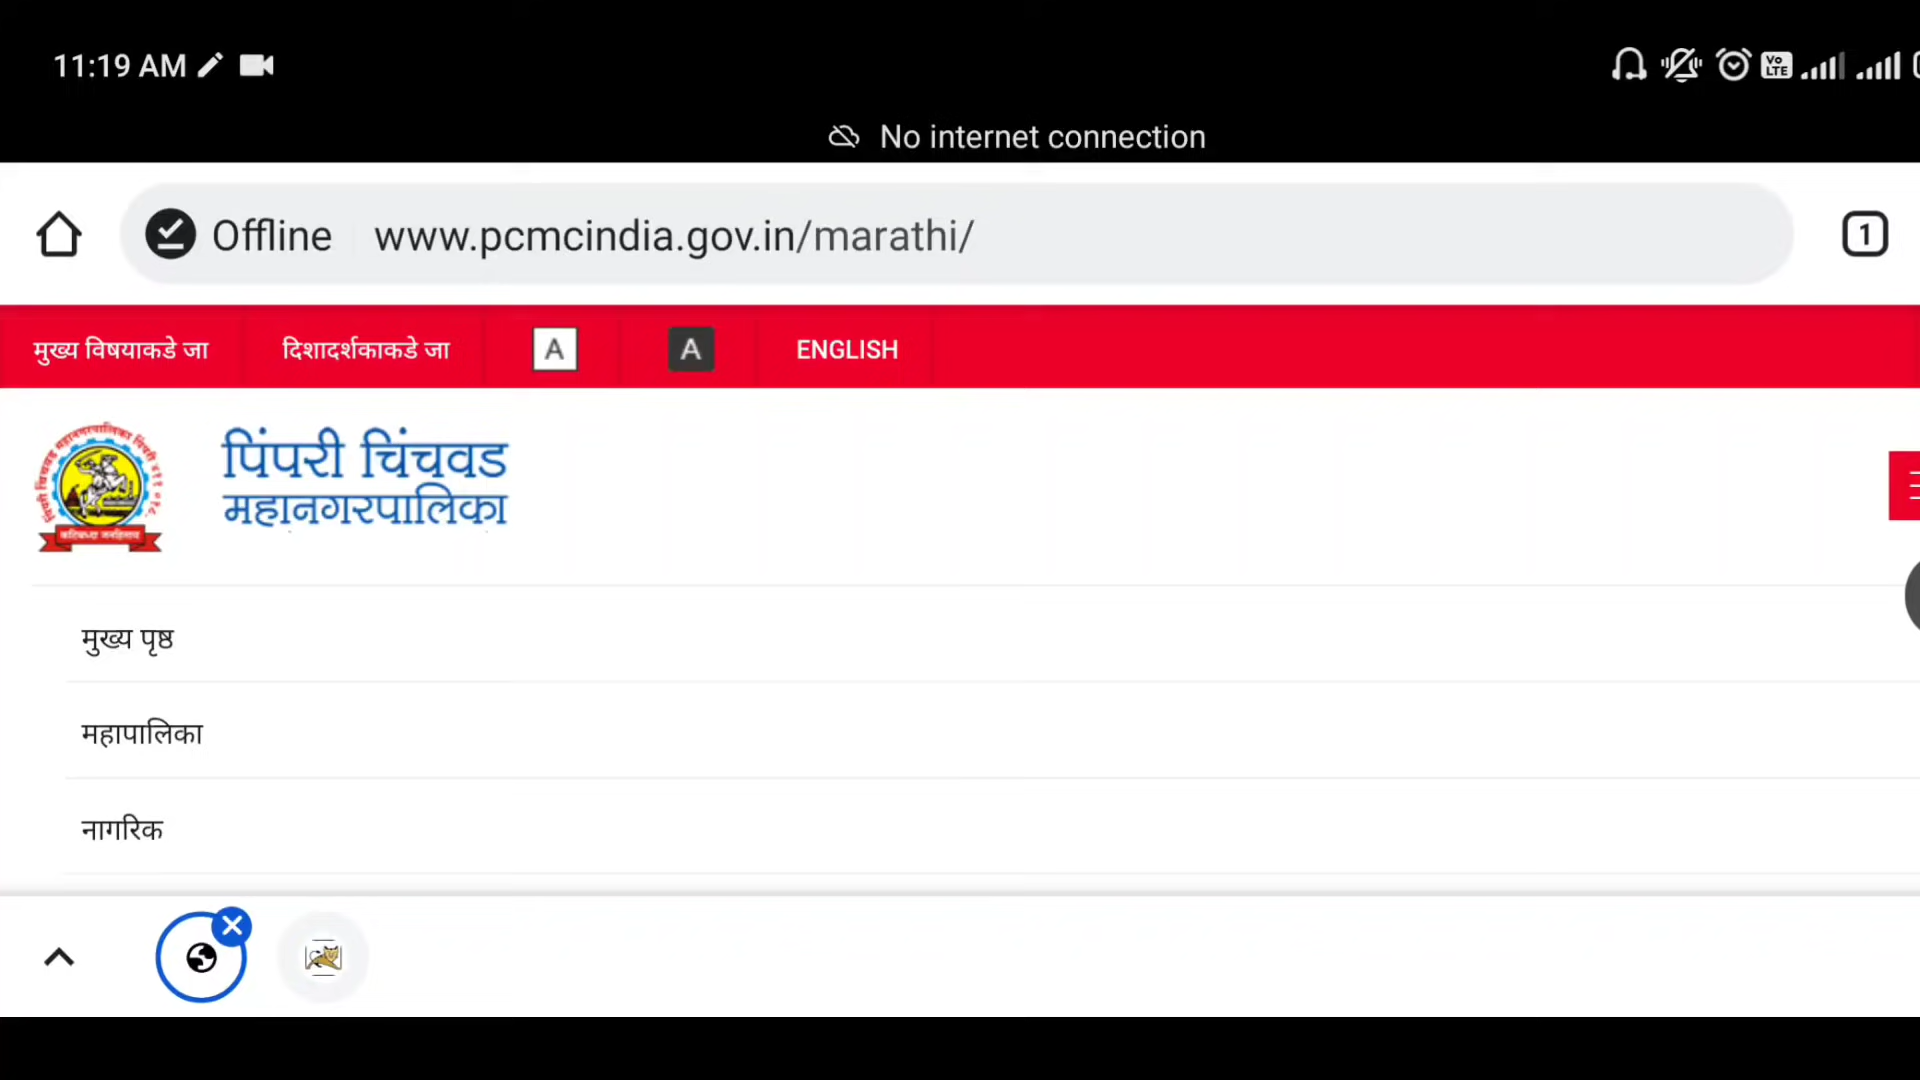 11:19 AM
No internet connection
Offline www.pcmcindia.gov.in/marathi/
1
मुख्य विषयाकडे जा दिशादर्शकाकडे जा A A ENGLISH
पिंपरी चिंचवड
महानगरपालिका
मुख्य पृष्ठ
महापालिका
नागरिक